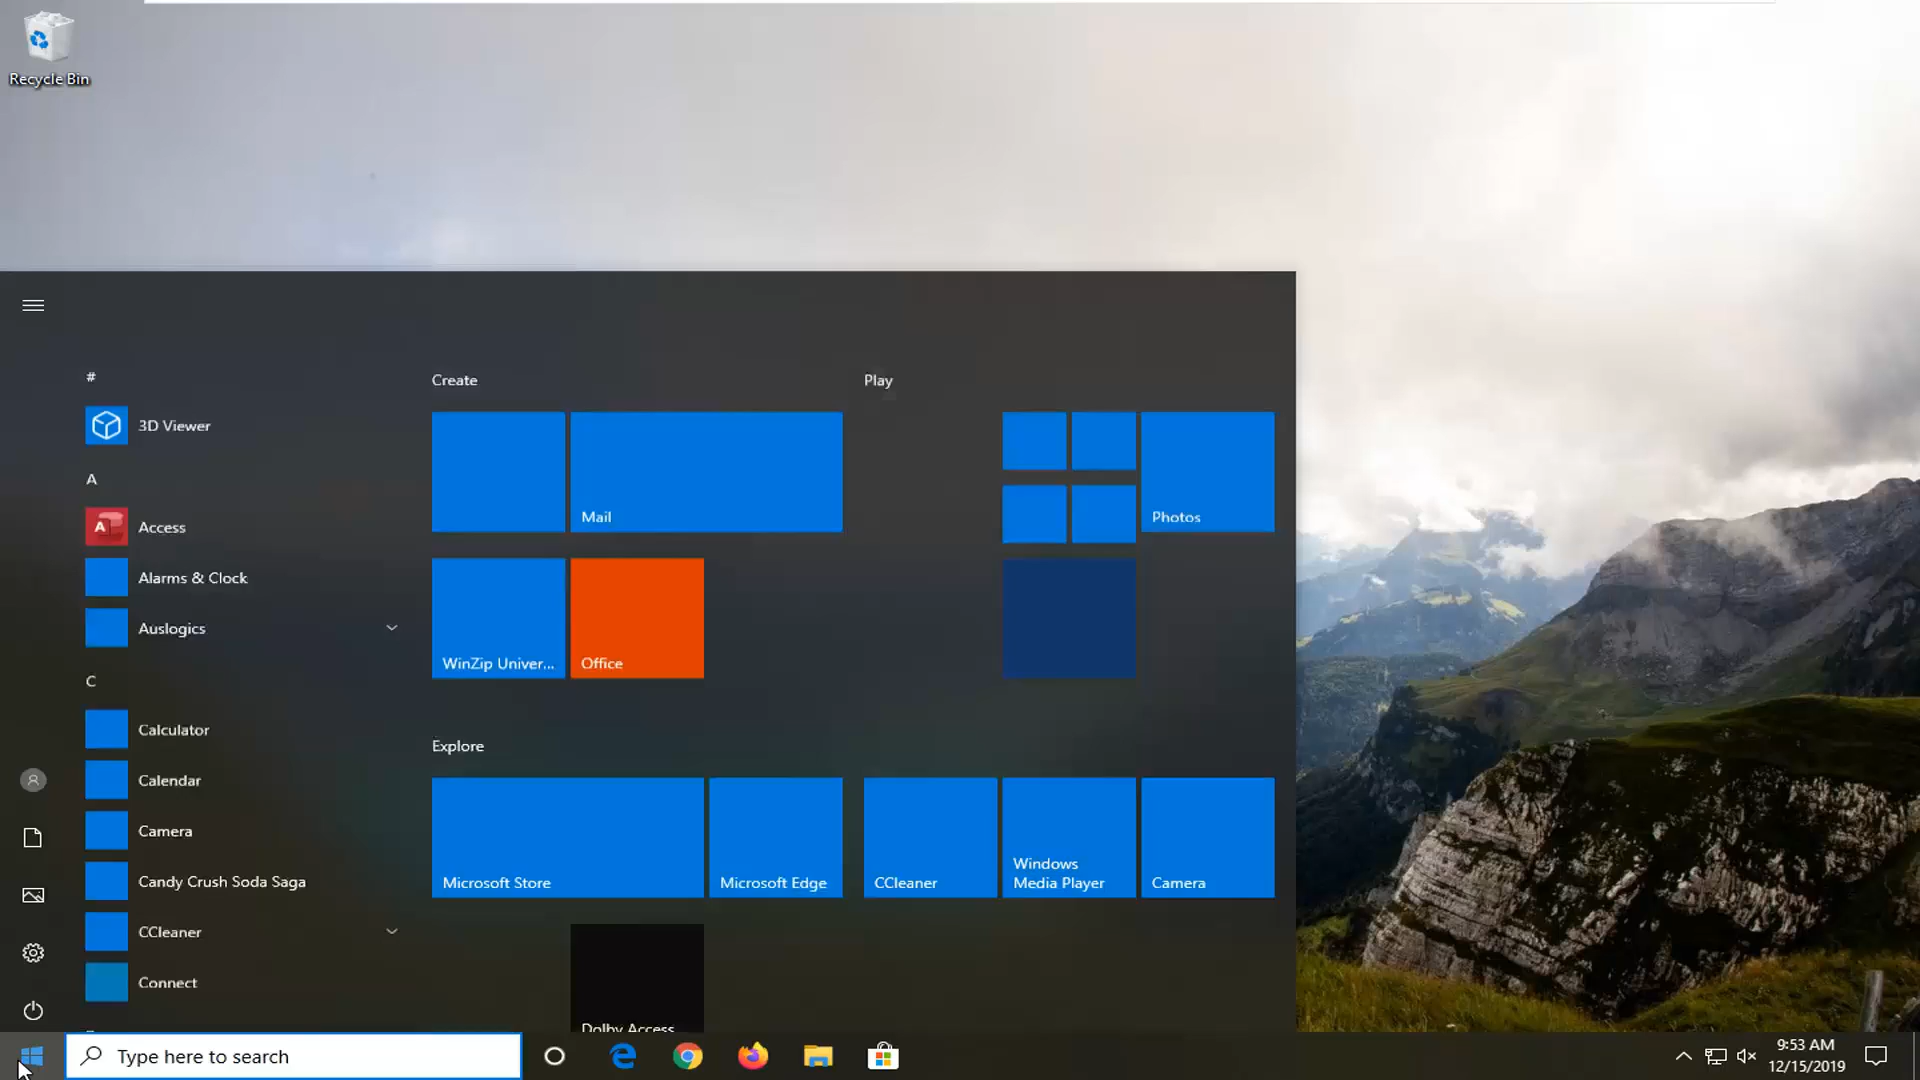 Recycle Bin
#
3D Viewer
A
Access
Alarms & Clock
Auslogics
C
Calculator
Calendar
Camera
Candy Crush Soda Saga
CCleaner
Connect
Create
Mail
WinZip Univer...
Office
Explore
Microsoft Store
Microsoft Edge
Dolby Access
Play
Photos
CCleaner
Windows
Media Player
Camera
Type here to search
9:53 AM
12/15/2019